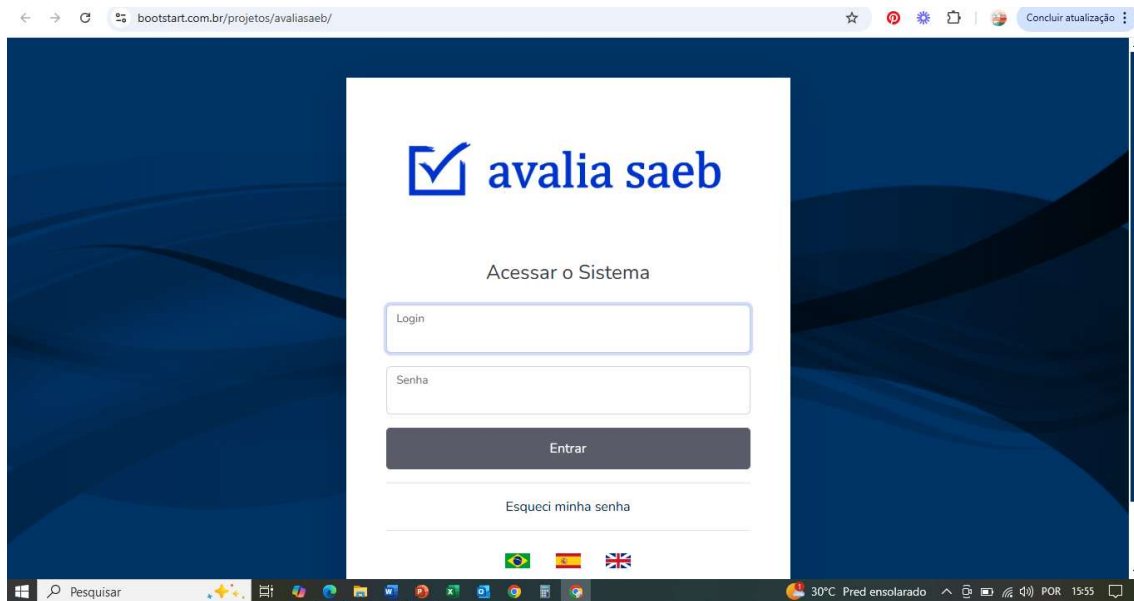 bootstart.com.br/projetos/avaliasaeb/
Concluir atualização
avalia saeb
Acessar o Sistema
Login
Senha
Entrar
Esqueci minha senha
Pesquisar
30°C Pred ensolarado
POR
15:55